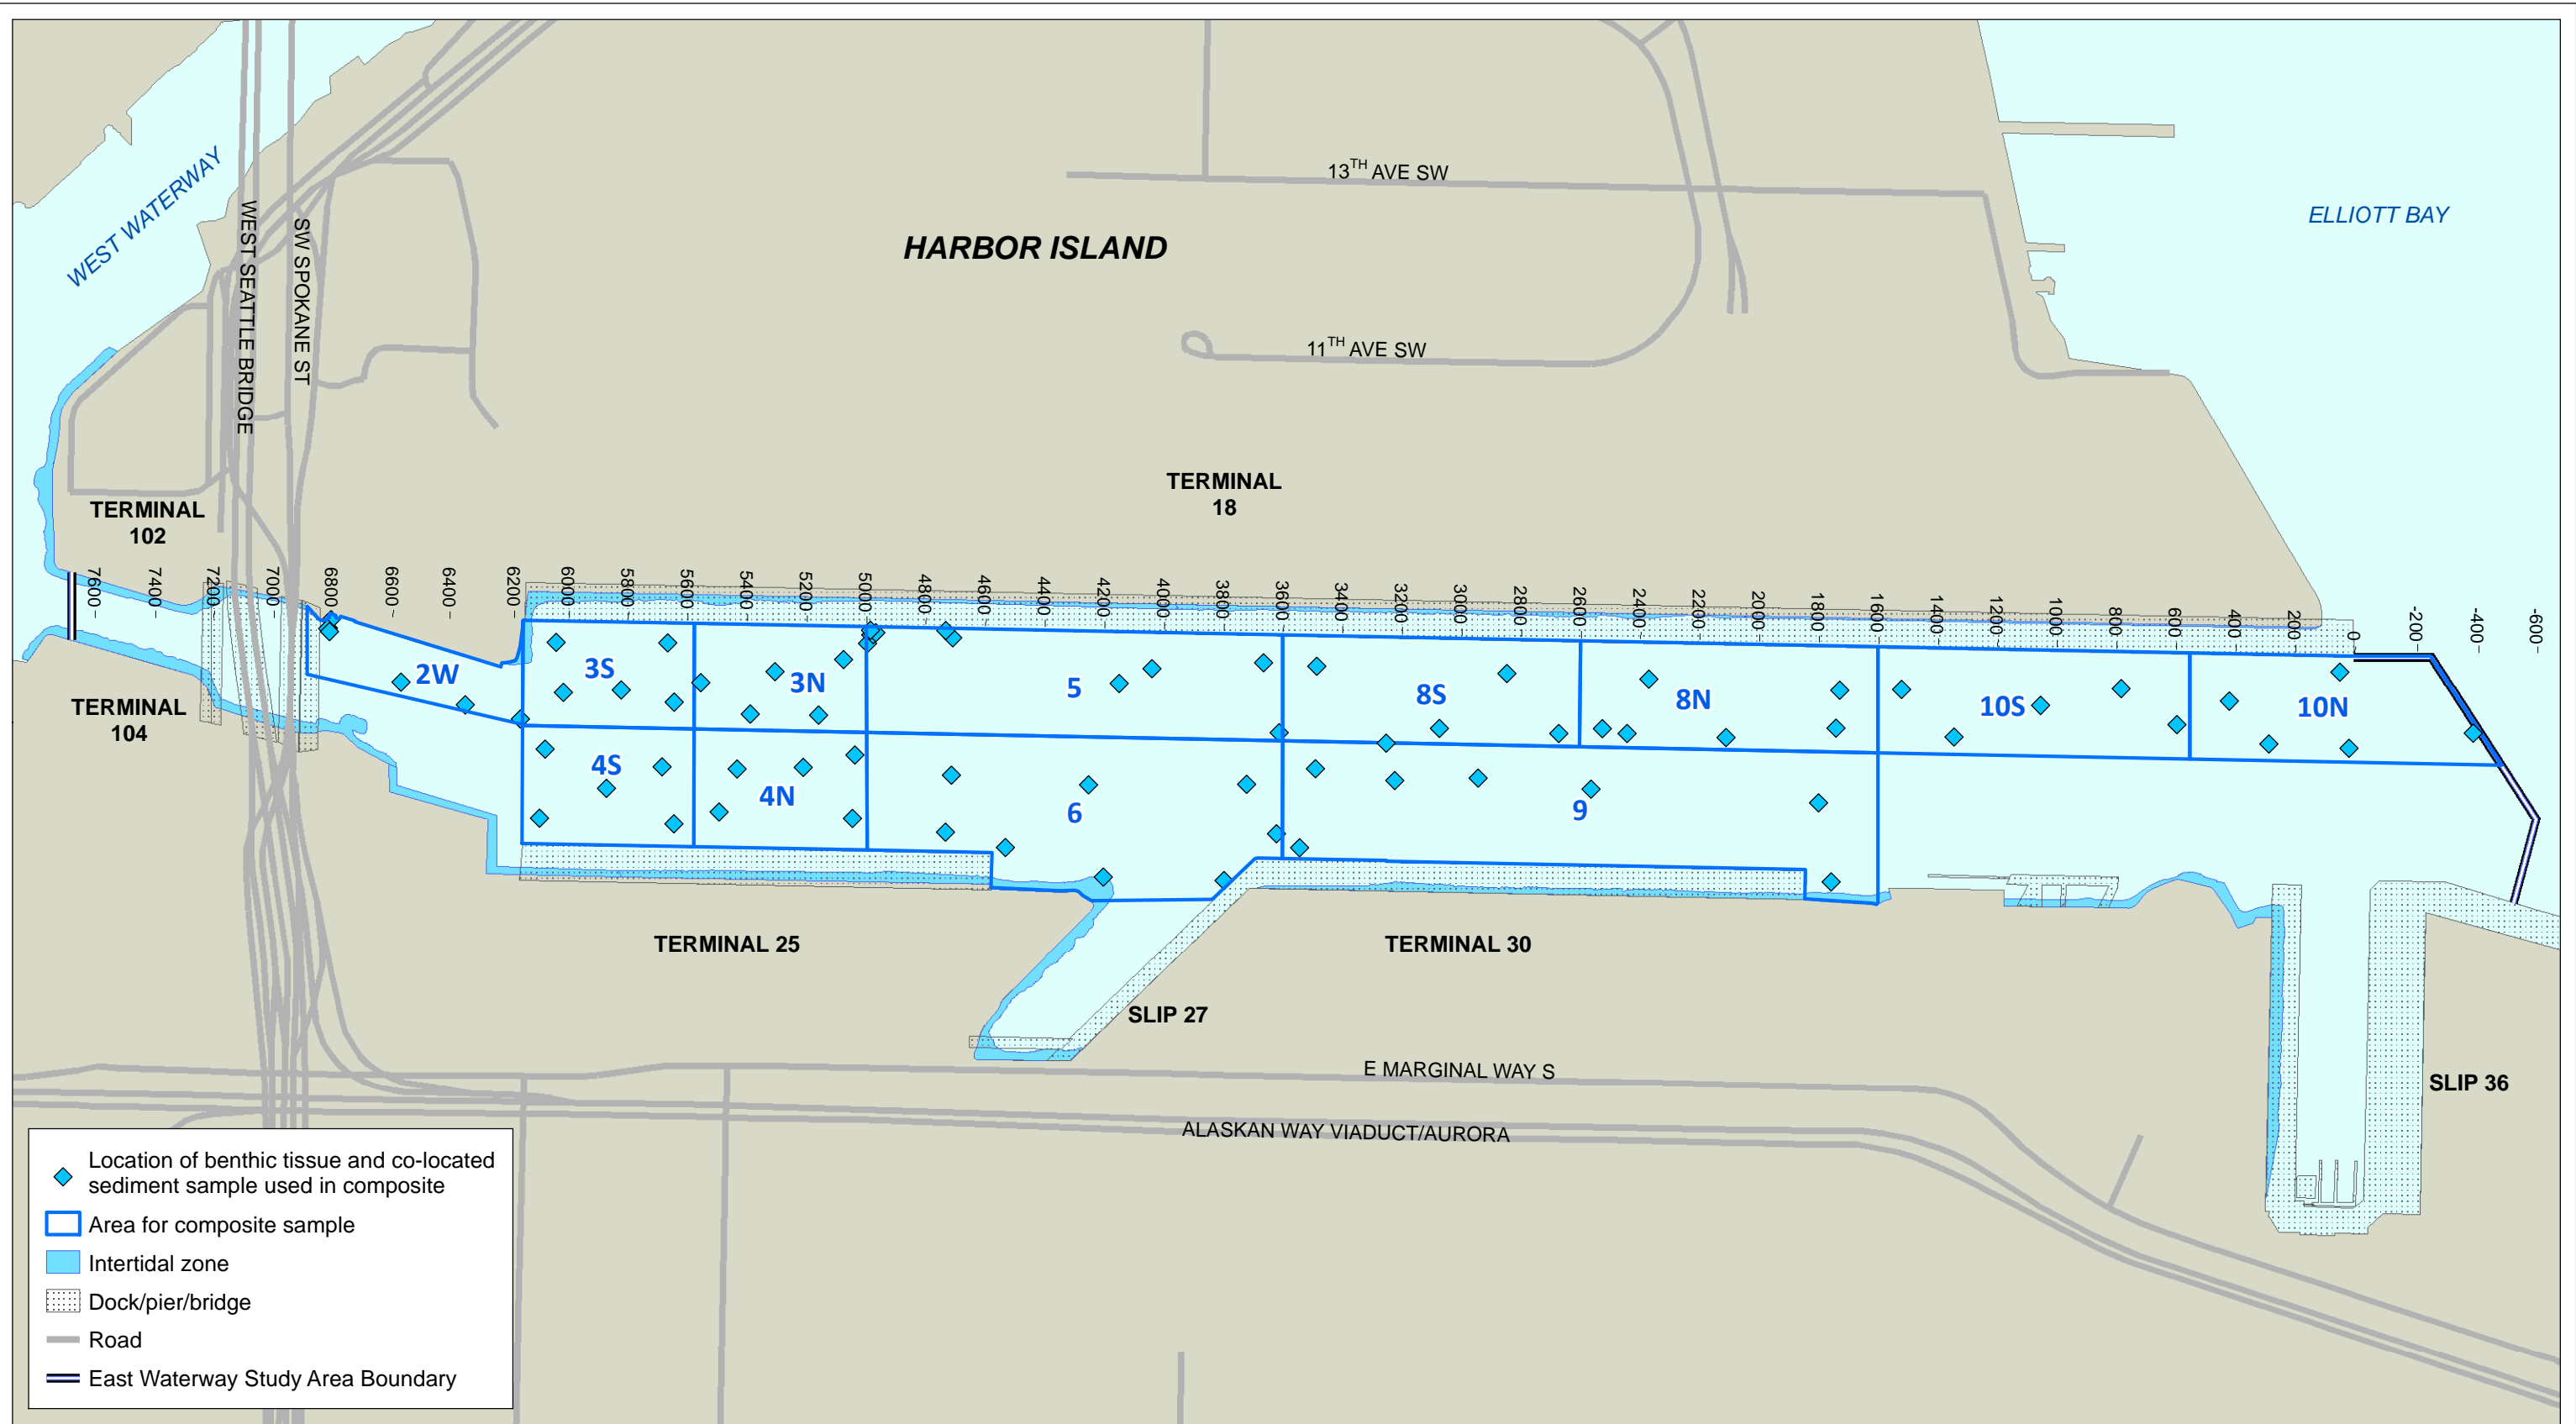 WEST WATERWAY
WEST SEATTLE BRIDGE
SW SPOKANE ST
13TH AVE SW
HARBOR ISLAND
ELLIOTT BAY
11TH AVE SW
TERMINAL
18
TERMINAL
102
TERMINAL
104
7600
7400
7200
7000
6800
6600
6400
6200
6000
5800
5600
5400
5200
5000
4800
4600
4400
4200
4000
3800
3600
3400
3200
3000
2800
2600
2400
2200
2000
1800
1600
1400
1200
1000
800
600
400
200
0
-200
-400
-600
2W
3S
3N
5
8S
8N
10S
10N
4S
4N
6
9
TERMINAL 25
TERMINAL 30
SLIP 27
SLIP 36
E MARGINAL WAY S
ALASKAN WAY VIADUCT/AURORA
Location of benthic tissue and co-located
sediment sample used in composite
Area for composite sample
Intertidal zone
Dock/pier/bridge
Road
East Waterway Study Area Boundary